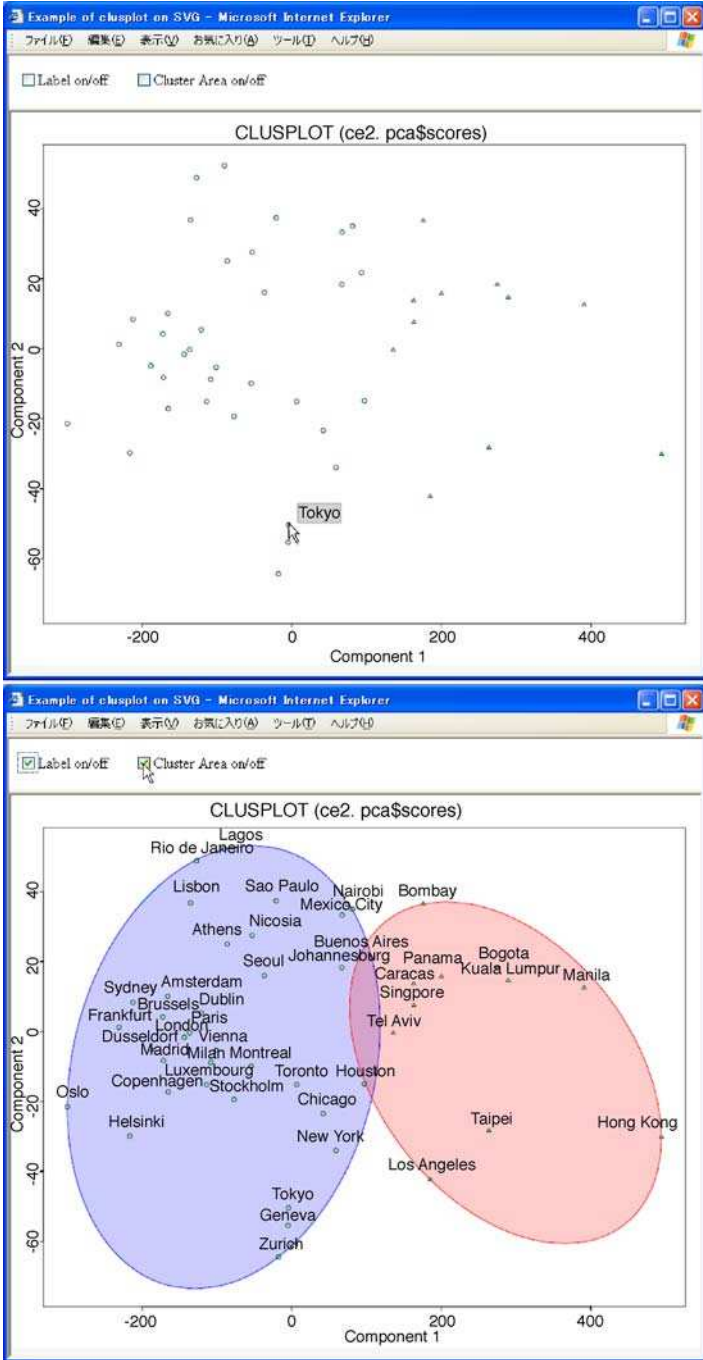 Example of clusplot on SVG - Microsoft Internet Explorer
ファイル(F) 編集(E) 表示(V) お気に入り(A) ツール(T) ヘルプ(H)
Label on/off Cluster Area on/off
CLUSPLOT (ce2. pca$scores)
40
20
0
-20
-40
-60
Component 2
Tokyo
-200 0 200 400
Component 1
Example of clusplot on SVG - Microsoft Internet Explorer
ファイル(F) 編集(E) 表示(V) お気に入り(A) ツール(T) ヘルプ(H)
Label on/off Cluster Area on/off
CLUSPLOT (ce2. pca$scores)
Lagos
Rio de Janeiro
40
Lisbon
Sao Paulo
Nairobi
Bombay
Mexico City
Athens
Nicosia
Buenos Aires
Johannesburg
Panama
Bogota
20
Seoul
Caracas
Kuala Lumpur
Manila
Sydney
Amsterdam
Singpore
Brussels
Dublin
Frankfurt
London
Paris
Tel Aviv
0
Dusseldorf
Vienna
Madrid
Milan
Montreal
Luxembourg
Toronto
Houston
Copenhagen
Stockholm
-20
Oslo
Chicago
Helsinki
Taipei
Hong Kong
New York
-40
Los Angeles
Tokyo
Geneva
-60
Zurich
Component 2
-200 0 200 400
Component 1